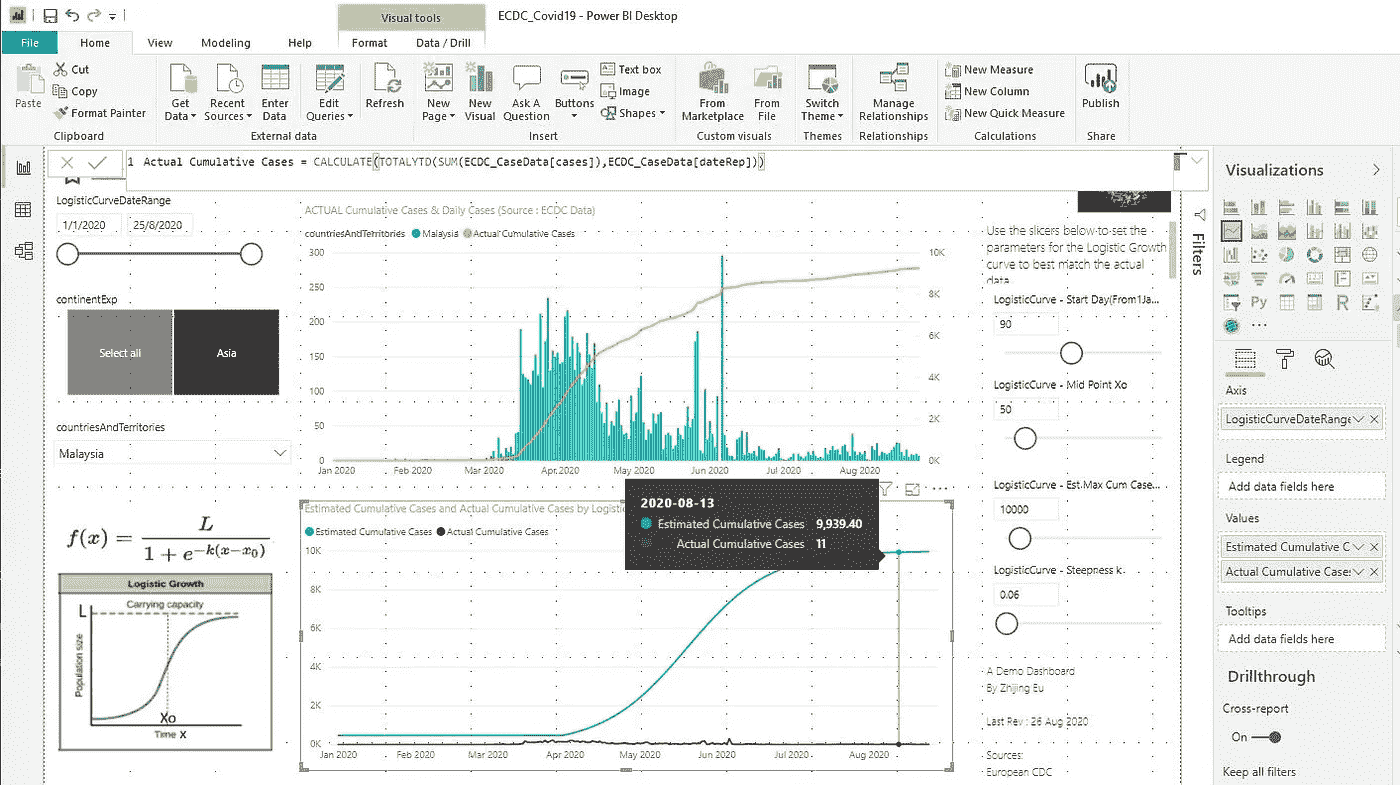 Visual tools
ECDC_Covid19 - Power BI Desktop
File
Home
View
Modeling
Help
Format
Data / Drill
Paste
Cut
Copy
Format Painter
Clipboard
Get Data
Recent Sources
Enter Data
Edit Queries
Refresh
External data
New Page
New Visual
Ask A Question
Buttons
Text box
Image
Shapes
Insert
From Marketplace
From File
Custom visuals
Switch Theme
Themes
Manage Relationships
Relationships
New Measure
New Column
New Quick Measure
Calculations
Publish
Share
1 Actual Cumulative Cases = CALCULATE(TOTALYTD(SUM(ECDC_CaseData[cases]),ECDC_CaseData[dateRep]))
LogisticCurveDateRange
1/1/2020
25/8/2020
continentExp
Select all
Asia
countriesAndTerritories
Malaysia
f(x) = L / 1 + e^−k(x−x₀)
Logistic Growth
L
Carrying capacity
Population size
Xo
Time X
ACTUAL Cumulative Cases & Daily Cases (Source : ECDC Data)
countriesAndTerritories Malaysia Actual Cumulative Cases
300
250
200
150
100
50
0
10K
8K
6K
4K
2K
0K
Jan 2020 Feb 2020 Mar 2020 Apr 2020 May 2020 Jun 2020 Jul 2020 Aug 2020
Estimated Cumulative Cases and Actual Cumulative Cases by Logistic
Estimated Cumulative Cases Actual Cumulative Cases
10K
8K
6K
4K
2K
0K
Jan 2020 Feb 2020 Mar 2020 Apr 2020 May 2020 Jun 2020 Jul 2020 Aug 2020
2020-08-13
Estimated Cumulative Cases 9,939.40
Actual Cumulative Cases 11
Use the slicers below to set the
parameters for the Logistic Growth
curve to best match the actual
data
LogisticCurve - Start Day(From1Ja...
90
LogisticCurve - Mid Point Xo
50
LogisticCurve - Est.Max Cum Case...
10000
LogisticCurve - Steepness k
0.06
A Demo Dashboard
By Zhijing Eu
Last Rev : 26 Aug 2020
Sources:
European CDC
Filters
Visualizations
Py
R
Axis
LogisticCurveDateRange
Legend
Add data fields here
Values
Estimated Cumulative C
Actual Cumulative Cases
Tooltips
Add data fields here
Drillthrough
Cross-report
On
Keep all filters